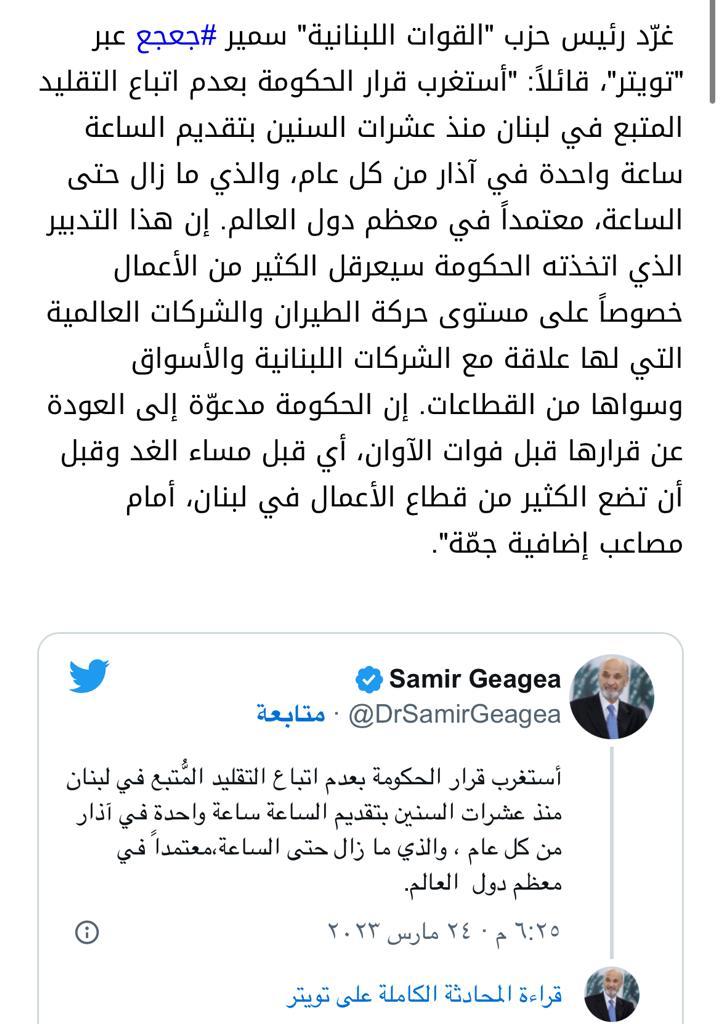 غرّد رئيس حزب "القوات اللبنانية" سمير #جعجع عبر
"تويتر"، قائلاً: "أستغرب قرار الحكومة بعدم اتباع التقليد
المتبع في لبنان منذ عشرات السنين بتقديم الساعة
ساعة واحدة في آذار من كل عام، والذي ما زال حتى
الساعة، معتمداً في معظم دول العالم. إن هذا التدبير
الذي اتخذته الحكومة سيعرقل الكثير من الأعمال
خصوصاً على مستوى حركة الطيران والشركات العالمية
التي لها علاقة مع الشركات اللبنانية والأسواق
وسواها من القطاعات. إن الحكومة مدعوّة إلى العودة
عن قرارها قبل فوات الآوان، أي قبل مساء الغد وقبل
أن تضع الكثير من قطاع الأعمال في لبنان، أمام
مصاعب إضافية جمّة".
Samir Geagea
@DrSamirGeagea · متابعة
أستغرب قرار الحكومة بعدم اتباع التقليد المُتبع في لبنان
منذ عشرات السنين بتقديم الساعة ساعة واحدة في آذار
من كل عام ، والذي ما زال حتى الساعة،معتمداً في
معظم دول العالم.
٦:٢٥ م · ٢٤ مارس ٢٠٢٣
قراءة المحادثة الكاملة على تويتر